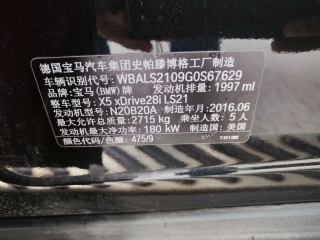 德国宝马汽车集团史帕滕博格工厂制造
车辆识别代号: WBALS2109G0S67629
品牌: 宝马(BMW)牌 发动机排量: 1997 ml
整车型号: X5 xDrive28i LS21
发动机型号: N20B20A 制造年月: 2016.06
最大允许总质量: 2715 kg 乘坐人数: 5 人
发动机最大净功率: 180 kW 制造国: 美国
颜色代码/色图: 475/9